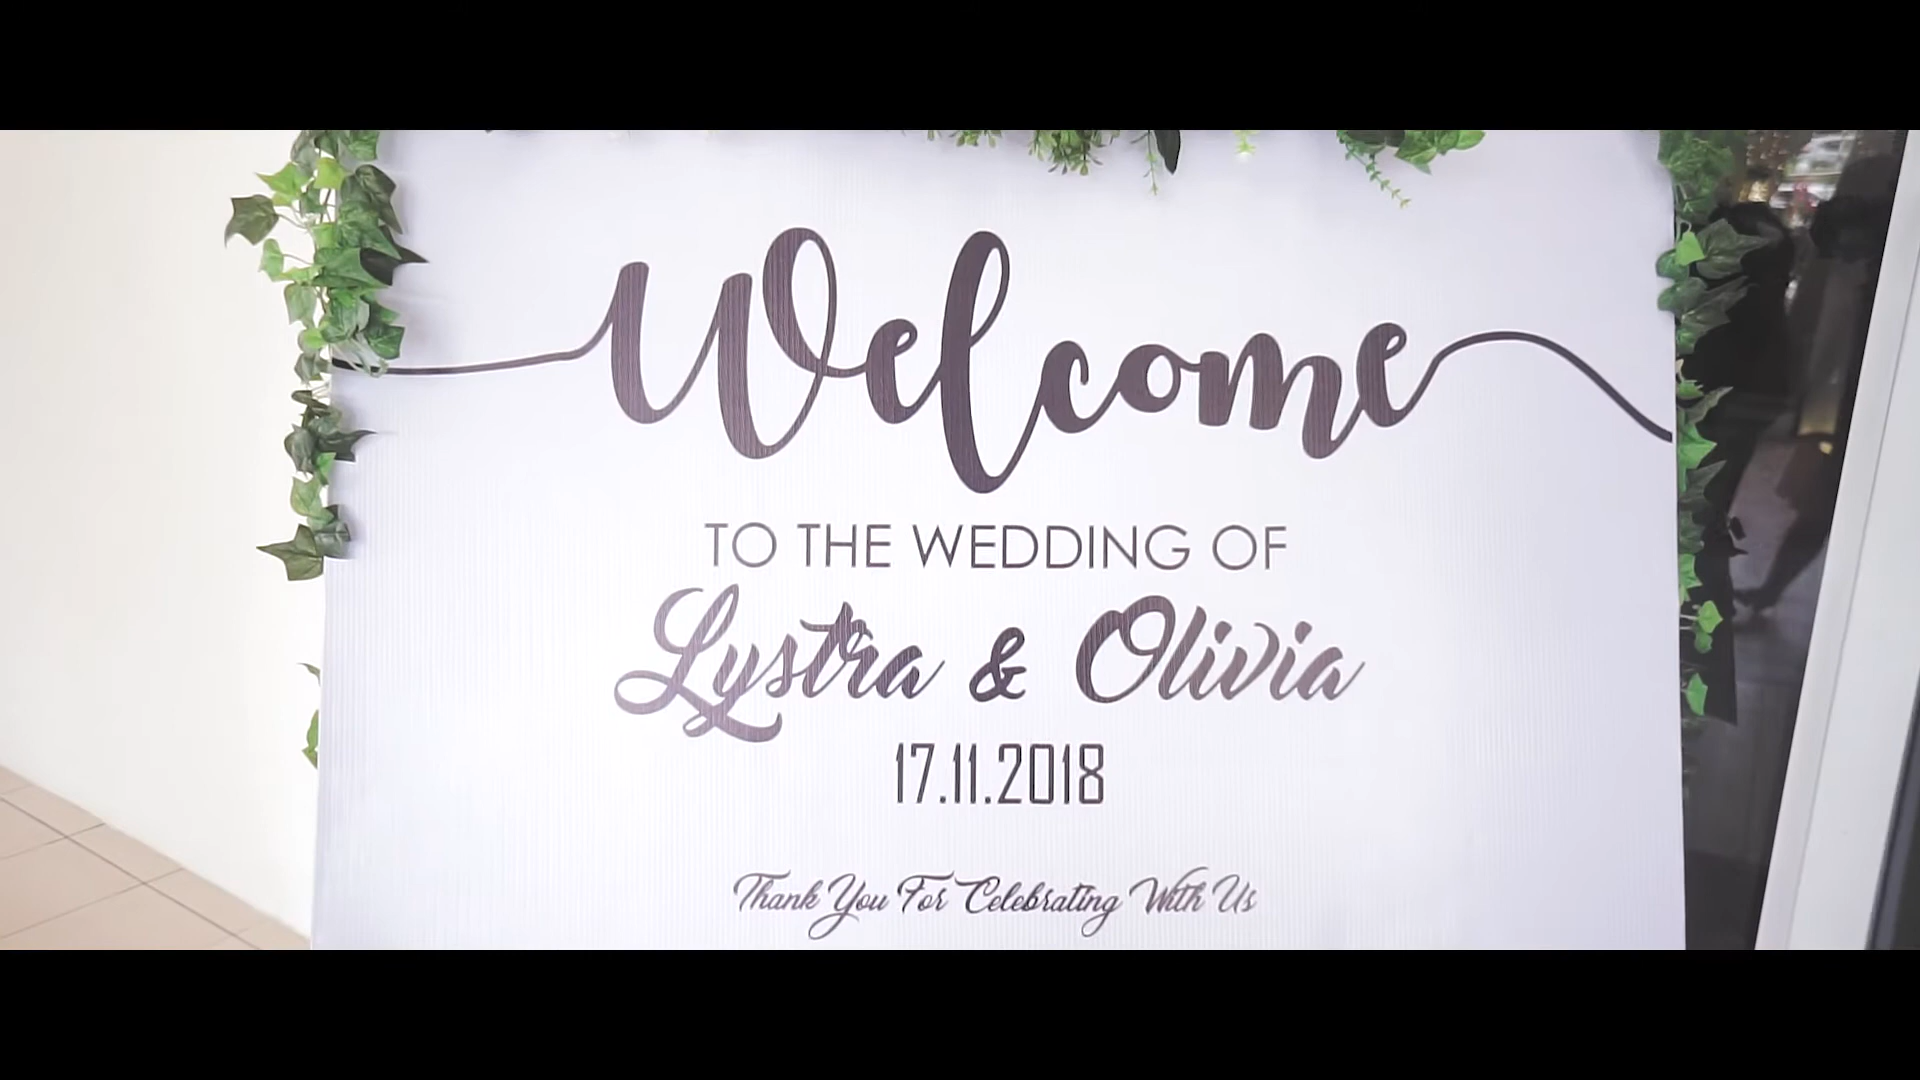 Welcome
TO THE WEDDING OF
Lystra & Olivia
17.11.2018
Thank You For Celebrating With Us